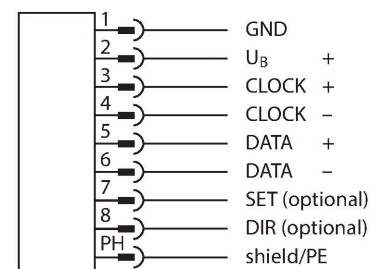 1 GND
2 U_B +
3 CLOCK +
4 CLOCK –
5 DATA +
6 DATA –
7 SET (optional)
8 DIR (optional)
PH shield/PE